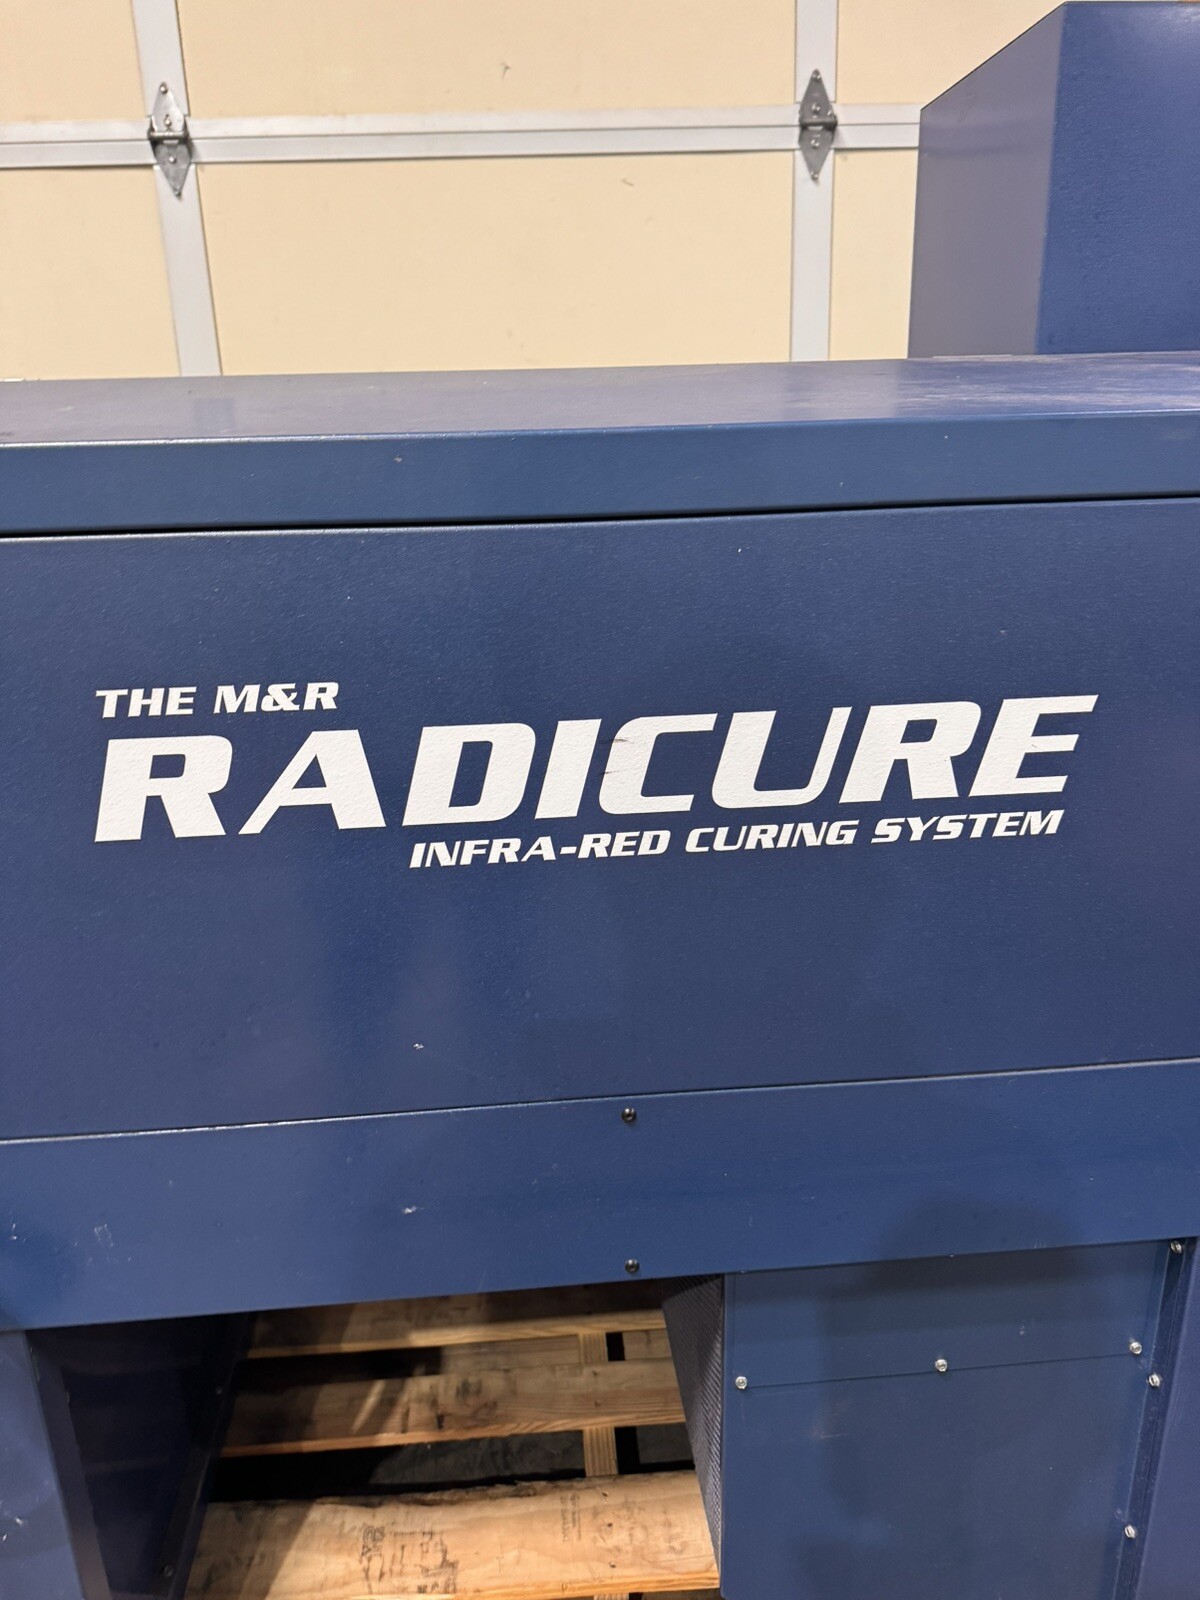 THE M&R
RADICURE
INFRA-RED CURING SYSTEM